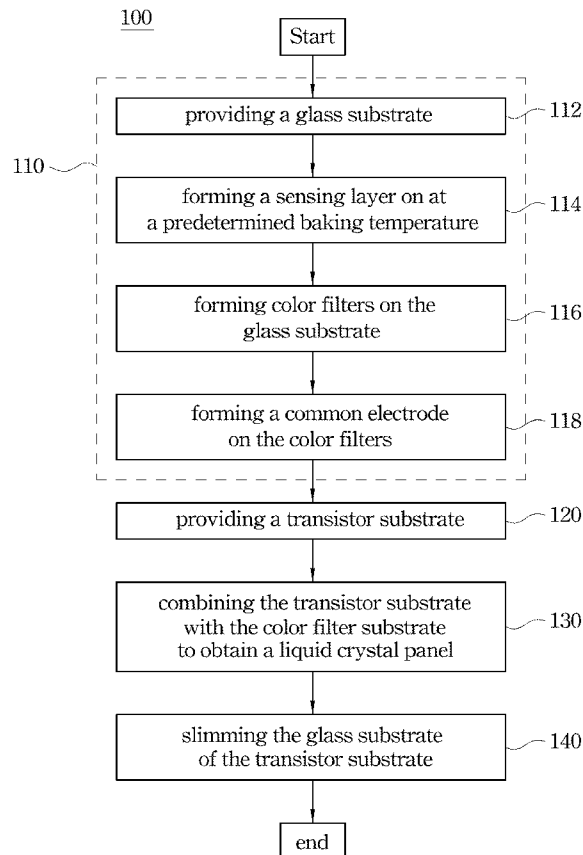 100
Start
providing a glass substrate
112
110
forming a sensing layer on at
a predetermined baking temperature
114
forming color filters on the
glass substrate
116
forming a common electrode
on the color filters
118
providing a transistor substrate
120
combining the transistor substrate
with the color filter substrate
to obtain a liquid crystal panel
130
slimming the glass substrate
of the transistor substrate
140
end